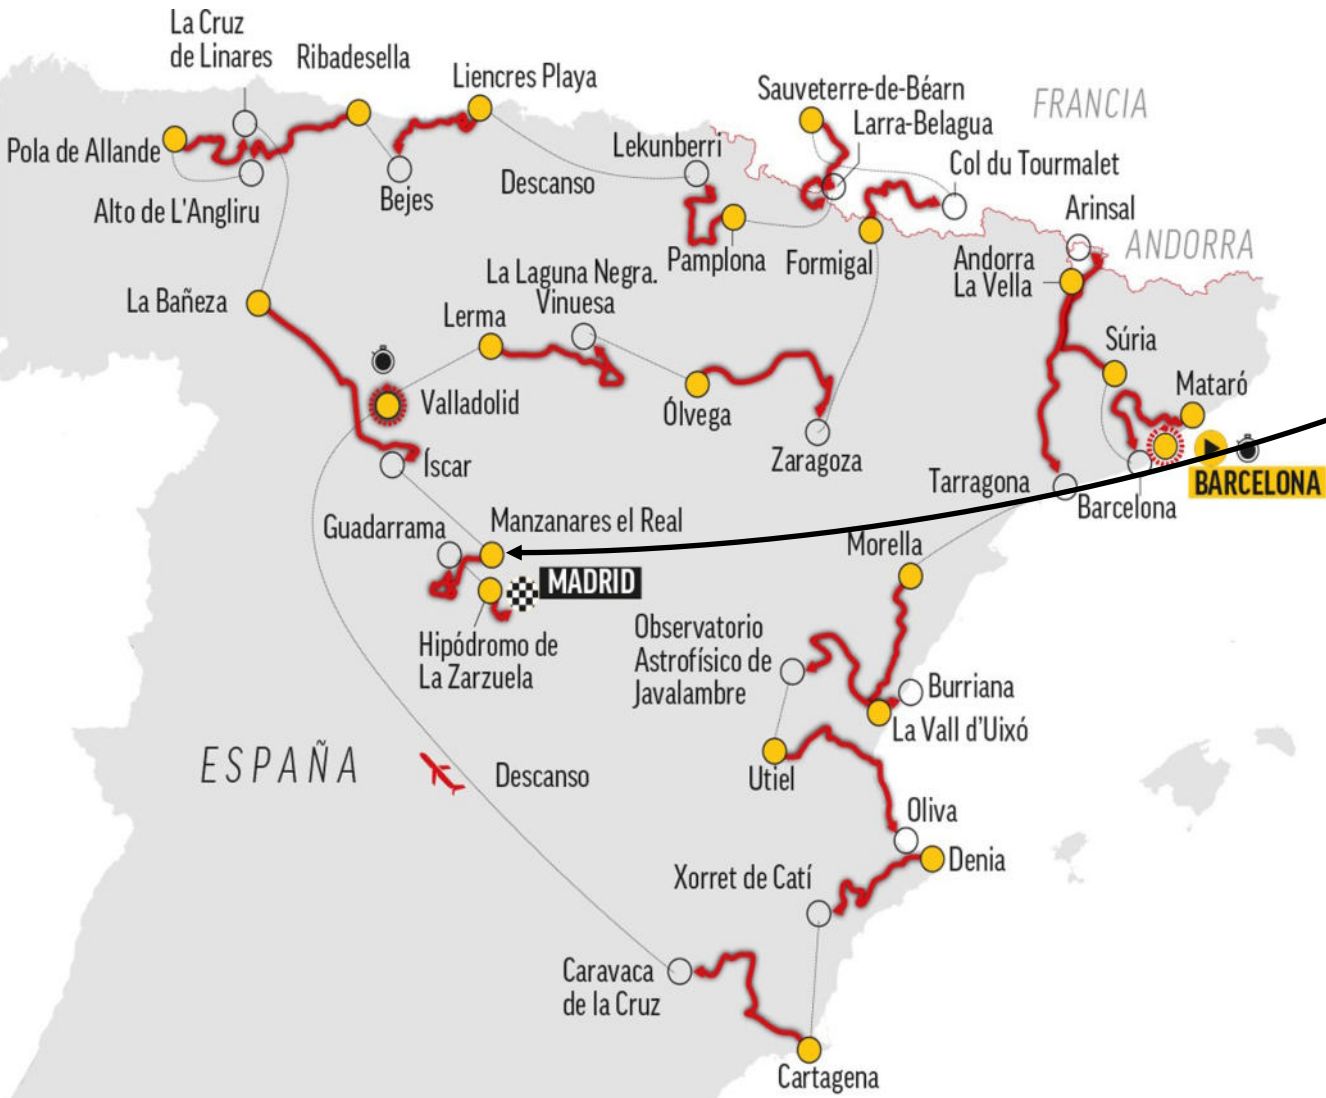 La Cruz
de Linares
Ribadesella
Liencres Playa
Sauveterre-de-Béarn
FRANCIA
Larra-Belagua
Pola de Allande
Lekunberri
Col du Tourmalet
Descanso
Bejes
Alto de L'Angliru
Arinsal
ANDORRA
Pamplona
Formigal
Andorra
La Vella
La Laguna Negra.
Vinuesa
La Bañeza
Lerma
Súria
Mataró
Valladolid
Ólvega
Zaragoza
Íscar
Tarragona
BARCELONA
Barcelona
Guadarrama
Manzanares el Real
Morella
MADRID
Hipódromo de
La Zarzuela
Observatorio
Astrofísico de
Javalambre
Burriana
La Vall d'Uixó
ESPAÑA
Descanso
Utiel
Oliva
Denia
Xorret de Catí
Caravaca
de la Cruz
Cartagena